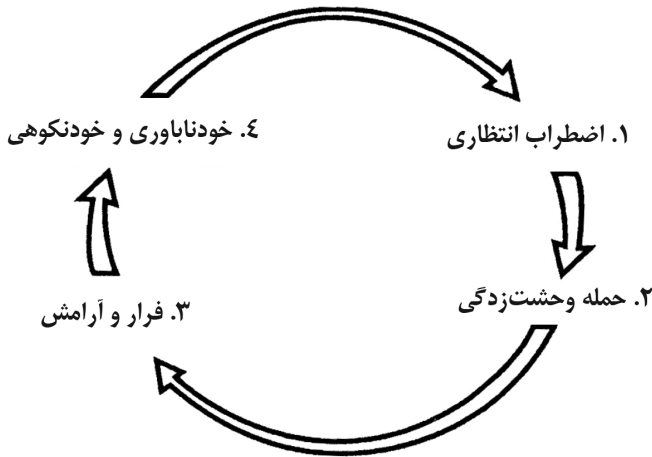 ۱. اضطراب انتظاری
۲. حمله وحشت‌زدگی
۳. فرار و آرامش
٤. خودناباوری و خودنکوهی